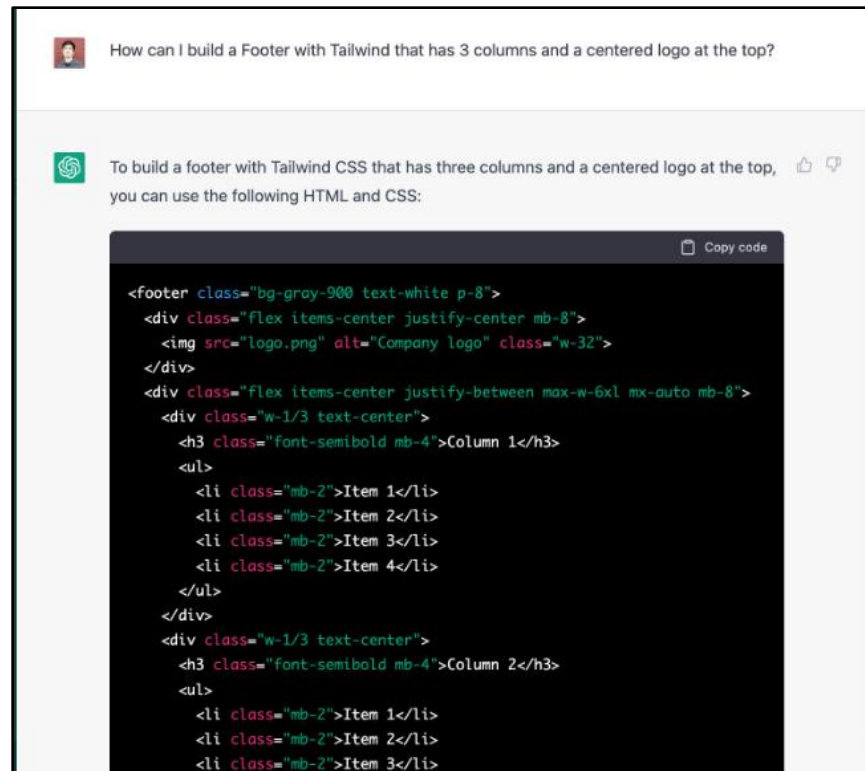 How can I build a Footer with Tailwind that has 3 columns and a centered logo at the top?
To build a footer with Tailwind CSS that has three columns and a centered logo at the top,
you can use the following HTML and CSS:
Copy code
<footer class="bg-gray-900 text-white p-8">
  <div class="flex items-center justify-center mb-8">
    <img src="logo.png" alt="Company logo" class="w-32">
  </div>
  <div class="flex items-center justify-between max-w-6xl mx-auto mb-8">
    <div class="w-1/3 text-center">
      <h3 class="font-semibold mb-4">Column 1</h3>
      <ul>
        <li class="mb-2">Item 1</li>
        <li class="mb-2">Item 2</li>
        <li class="mb-2">Item 3</li>
        <li class="mb-2">Item 4</li>
      </ul>
    </div>
    <div class="w-1/3 text-center">
      <h3 class="font-semibold mb-4">Column 2</h3>
      <ul>
        <li class="mb-2">Item 1</li>
        <li class="mb-2">Item 2</li>
        <li class="mb-2">Item 3</li>